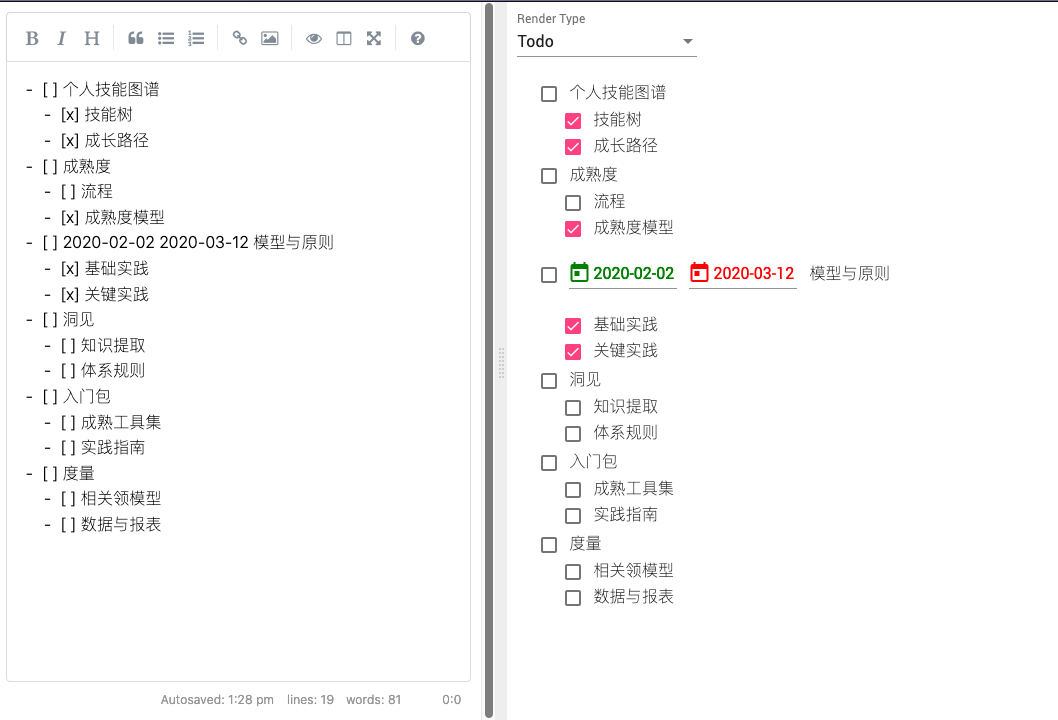 B I H
- [ ] 个人技能图谱
- [x] 技能树
- [x] 成长路径
- [ ] 成熟度
- [ ] 流程
- [x] 成熟度模型
- [ ] 2020-02-02 2020-03-12 模型与原则
- [x] 基础实践
- [x] 关键实践
- [ ] 洞见
- [ ] 知识提取
- [ ] 体系规则
- [ ] 入门包
- [ ] 成熟工具集
- [ ] 实践指南
- [ ] 度量
- [ ] 相关领模型
- [ ] 数据与报表
Autosaved: 1:28 pm lines: 19 words: 81 0:0
Render Type
Todo
个人技能图谱
技能树
成长路径
成熟度
流程
成熟度模型
2020-02-02 2020-03-12 模型与原则
基础实践
关键实践
洞见
知识提取
体系规则
入门包
成熟工具集
实践指南
度量
相关领模型
数据与报表